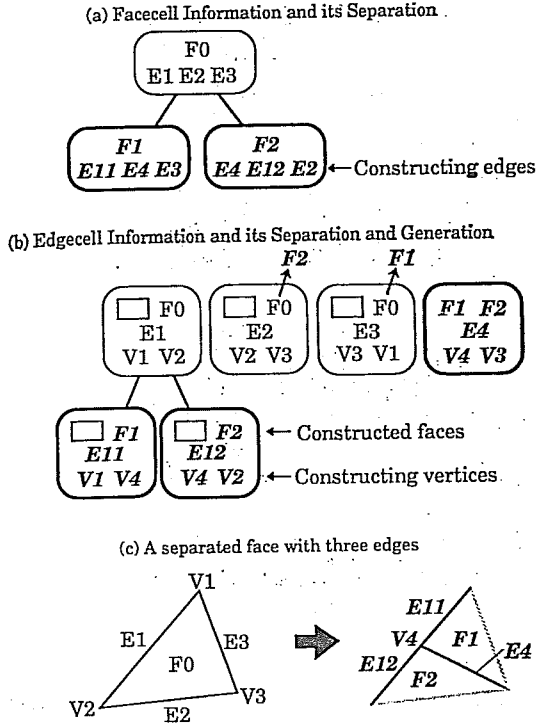 (a) Facecell Information and its Separation
F0
E1 E2 E3
F1
F2
E11 E4 E3
E4 E12 E2
Constructing edges
(b) Edgecell Information and its Separation and Generation
F2
F1
F0
F0
F0
F1 F2
E1
E2
E3
E4
V1 V2
V2 V3
V3 V1
V4 V3
F1
F2
Constructed faces
E11
E12
V1 V4
V4 V2
Constructing vertices
(c) A separated face with three edges
V1
E1
E3
F0
V2
V3
E2
E11
V4
F1
E4
E12
F2